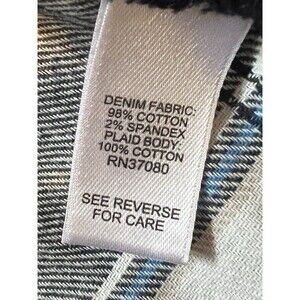 DENIM FABRIC:
98% COTTON
2% SPANDEX
PLAID BODY:
100% COTTON
RN37080
SEE REVERSE
FOR CARE